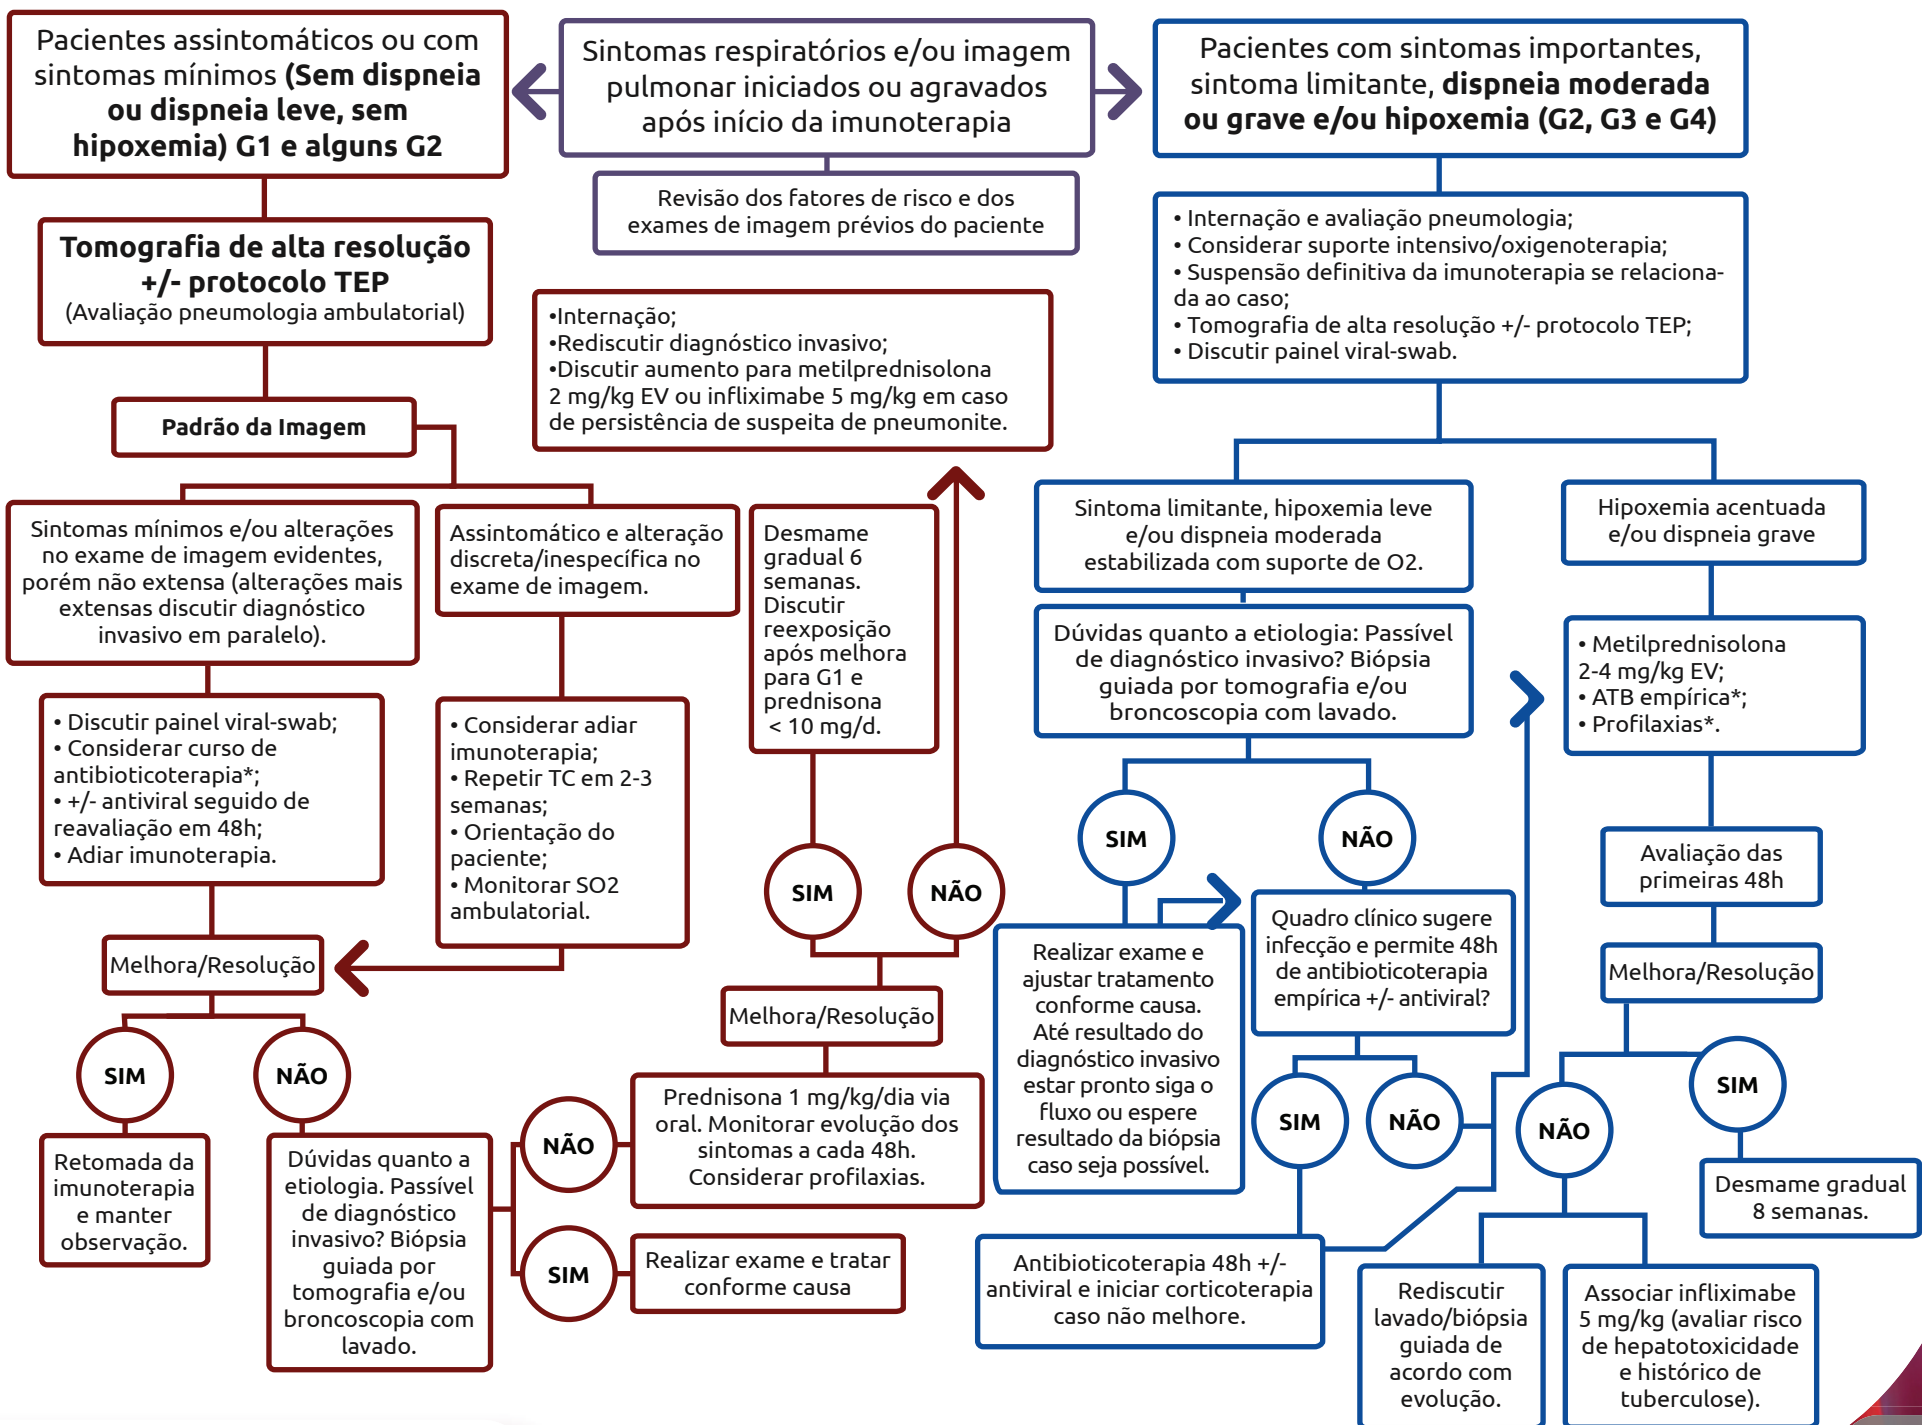 Pacientes assintomáticos ou com
sintomas mínimos (Sem dispneia
ou dispneia leve, sem
hipoxemia) G1 e alguns G2
Sintomas respiratórios e/ou imagem
pulmonar iniciados ou agravados
após início da imunoterapia
Pacientes com sintomas importantes,
sintoma limitante, dispneia moderada
ou grave e/ou hipoxemia (G2, G3 e G4)
Revisão dos fatores de risco e dos
exames de imagem prévios do paciente
Tomografia de alta resolução
+/- protocolo TEP
(Avaliação pneumologia ambulatorial)
• Internação e avaliação pneumologia;
• Considerar suporte intensivo/oxigenoterapia;
• Suspensão definitiva da imunoterapia se relaciona-
da ao caso;
• Tomografia de alta resolução +/- protocolo TEP;
• Discutir painel viral-swab.
•Internação;
•Rediscutir diagnóstico invasivo;
•Discutir aumento para metilprednisolona
2 mg/kg EV ou infliximabe 5 mg/kg em caso
de persistência de suspeita de pneumonite.
Padrão da Imagem
Sintomas mínimos e/ou alterações
no exame de imagem evidentes,
porém não extensa (alterações mais
extensas discutir diagnóstico
invasivo em paralelo).
Assintomático e alteração
discreta/inespecífica no
exame de imagem.
Desmame
gradual 6
semanas.
Discutir
reexposição
após melhora
para G1 e
prednisona
< 10 mg/d.
Sintoma limitante, hipoxemia leve
e/ou dispneia moderada
estabilizada com suporte de O2.
Hipoxemia acentuada
e/ou dispneia grave
Dúvidas quanto a etiologia: Passível
de diagnóstico invasivo? Biópsia
guiada por tomografia e/ou
broncoscopia com lavado.
• Metilprednisolona
2-4 mg/kg EV;
• ATB empírica*;
• Profilaxias*.
• Discutir painel viral-swab;
• Considerar curso de
antibioticoterapia*;
• +/- antiviral seguido de
reavaliação em 48h;
• Adiar imunoterapia.
• Considerar adiar
imunoterapia;
• Repetir TC em 2-3
semanas;
• Orientação do
paciente;
• Monitorar SO2
ambulatorial.
SIM
NÃO
SIM
NÃO
Avaliação das
primeiras 48h
Melhora/Resolução
Melhora/Resolução
Realizar exame e
ajustar tratamento
conforme causa.
Até resultado do
diagnóstico invasivo
estar pronto siga o
fluxo ou espere
resultado da biópsia
caso seja possível.
Quadro clínico sugere
infecção e permite 48h
de antibioticoterapia
empírica +/- antiviral?
Melhora/Resolução
SIM
NÃO
Prednisona 1 mg/kg/dia via
oral. Monitorar evolução dos
sintomas a cada 48h.
Considerar profilaxias.
NÃO
SIM
NÃO
NÃO
SIM
Retomada da
imunoterapia
e manter
observação.
Dúvidas quanto a
etiologia. Passível
de diagnóstico
invasivo? Biópsia
guiada por
tomografia e/ou
broncoscopia com
lavado.
SIM
Realizar exame e tratar
conforme causa
Antibioticoterapia 48h +/-
antiviral e iniciar corticoterapia
caso não melhore.
Desmame gradual
8 semanas.
Rediscutir
lavado/biópsia
guiada de
acordo com
evolução.
Associar infliximabe
5 mg/kg (avaliar risco
de hepatotoxicidade
e histórico de
tuberculose).